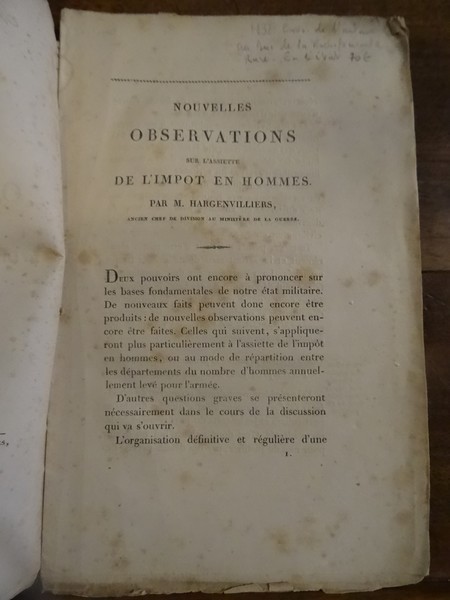 NOUVELLES
OBSERVATIONS
SUR L'ASSIETTE
DE L'IMPOT EN HOMMES.
PAR M. HARGENVILLIERS,
ANCIEN CHEF DE DIVISION AU MINISTÈRE DE LA GUERRE.
DEUX pouvoirs ont encore à prononcer sur
les bases fondamentales de notre état militaire.
De nouveaux faits peuvent donc encore être
produits : de nouvelles observations peuvent en-
core être faites. Celles qui suivent, s'applique-
ront plus particulièrement à l'assiette de l'impôt
en hommes, ou au mode de répartition entre
les départements du nombre d'hommes annuel-
lement levé pour l'armée.
D'autres questions graves se présenteront
nécessairement dans le cours de la discussion
qui va s'ouvrir.
L'organisation définitive et régulière d'une
1.